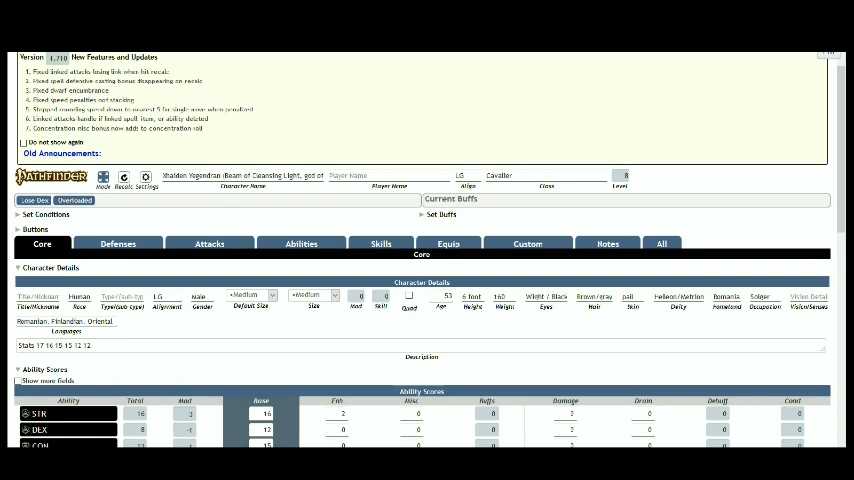 Version 1.710 New Features and Updates
1. Fixed linked attacks losing link when hit recalc
2. Fixed spell defensive casting bonus disappearing on recalc
3. Fixed dwarf encumbrance
4. Fixed speed penalties not stacking
5. Stopped rounding speed down to nearest 5 for single move when penalized
6. Linked attacks handle if linked spell, item, or ability deleted
7. Concentration misc bonus now adds to concentration roll
Do not show again
Old Announcements:
PATHFINDER Mode Recalc Settings
Xhalden Yegendran (Beam of Cleansing Light, god of Player Name LG Cavalier 8
Character Name Player Name Align Class Level
Lose Dex Overloaded Current Buffs
Set Conditions Set Buffs
Buttons
Core Defenses Attacks Abilities Skills Equip Custom Notes All
Core
Character Details
Character Details
Title/Nicknam Human Type/(sub-typ LG Male •Medium •Medium 0 0 53 6 foot 160 Wight / Black Brown/gray pail Helleon/Metrion Romania Solger Vision Detai
Title/Nickname Race Type/(sub type) Alignment Gender Default Size Size Mod Skill Quad Age Height Weight Eyes Hair Skin Deity Homeland Occupation Vision/Senses
Romanian, Finlandian, Oriental
Languages
Stats 17 16 15 15 12 12
Description
Ability Scores
Show more fields
Ability Scores
Ability Total Mod Base Enh Misc Buffs Damage Drain Debuff Cond
STR 16 3 16 2 0 0 0 0 0 0
DEX 8 -1 12 0 0 0 0 0 0 0
CON